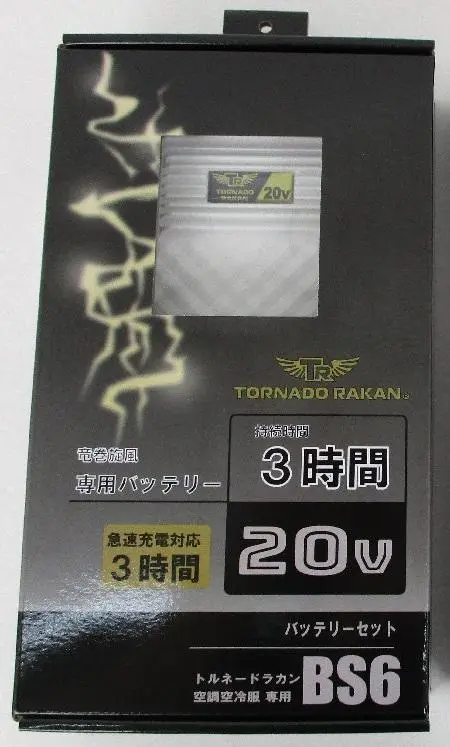 TR
TORNADO
RAKAN
20v
TR
TORNADO RAKAN
持続時間
3時間
竜巻旋風
専用バッテリー
急速充電対応
3時間
20v
バッテリーセット
トルネードラカン
空調空冷服 専用
BS6